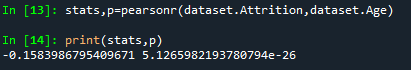 In [13]: stats,p=pearsonr(dataset.Attrition,dataset.Age)
In [14]: print(stats,p)
-0.1583986795409671 5.1265982193780794e-26